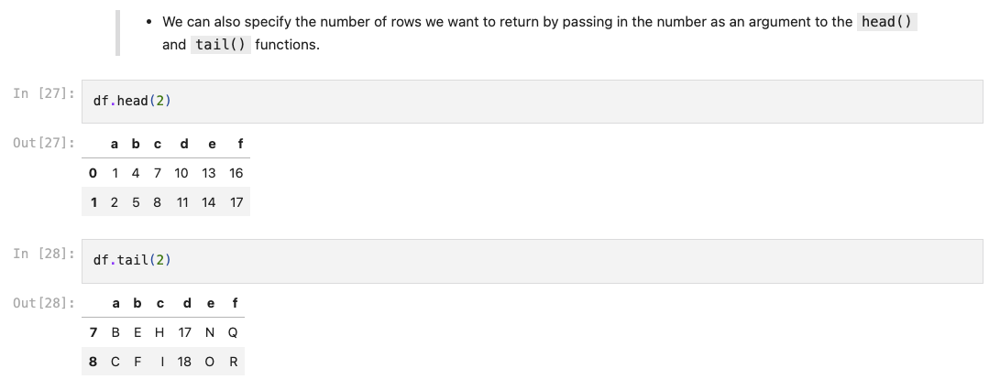 • We can also specify the number of rows we want to return by passing in the number as an argument to the head()
and tail() functions.
In [27]: df.head(2)
Out[27]: a b c d e f
0 1 4 7 10 13 16
1 2 5 8 11 14 17
In [28]: df.tail(2)
Out[28]: a b c d e f
7 B E H 17 N Q
8 C F I 18 O R